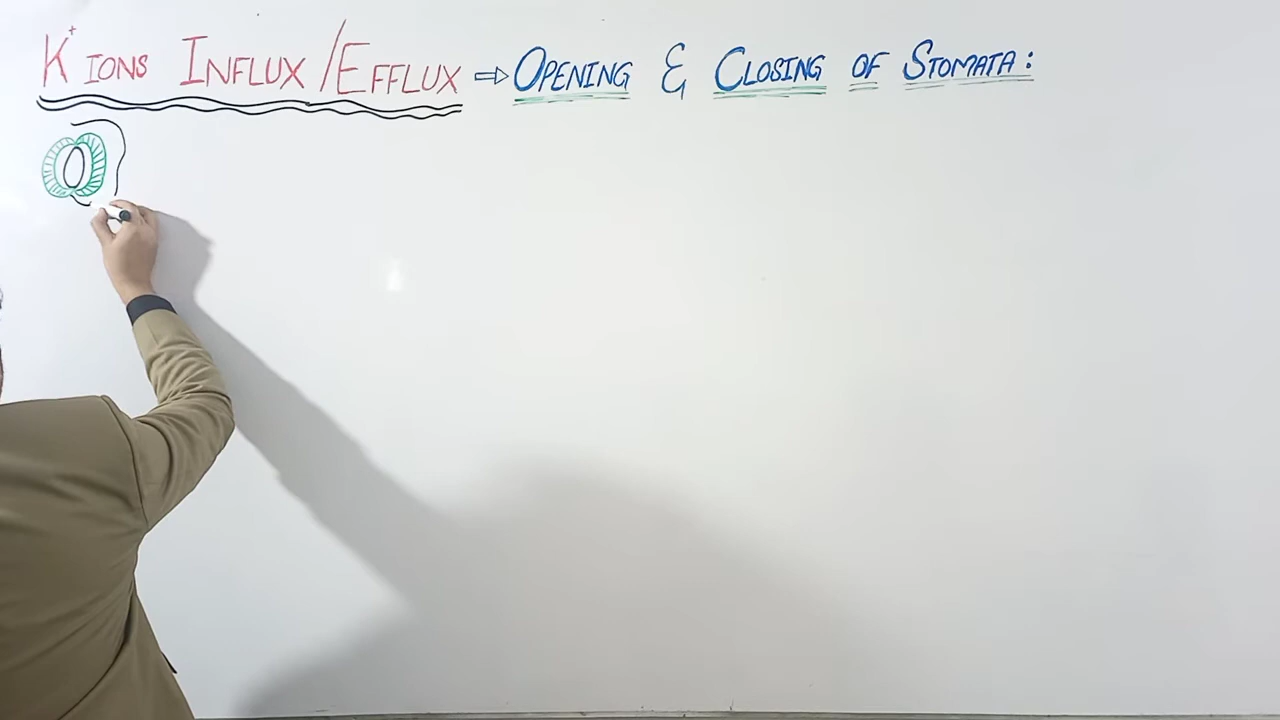 K⁺ IONS INFLUX/EFFLUX ⇒ OPENING & CLOSING OF STOMATA: